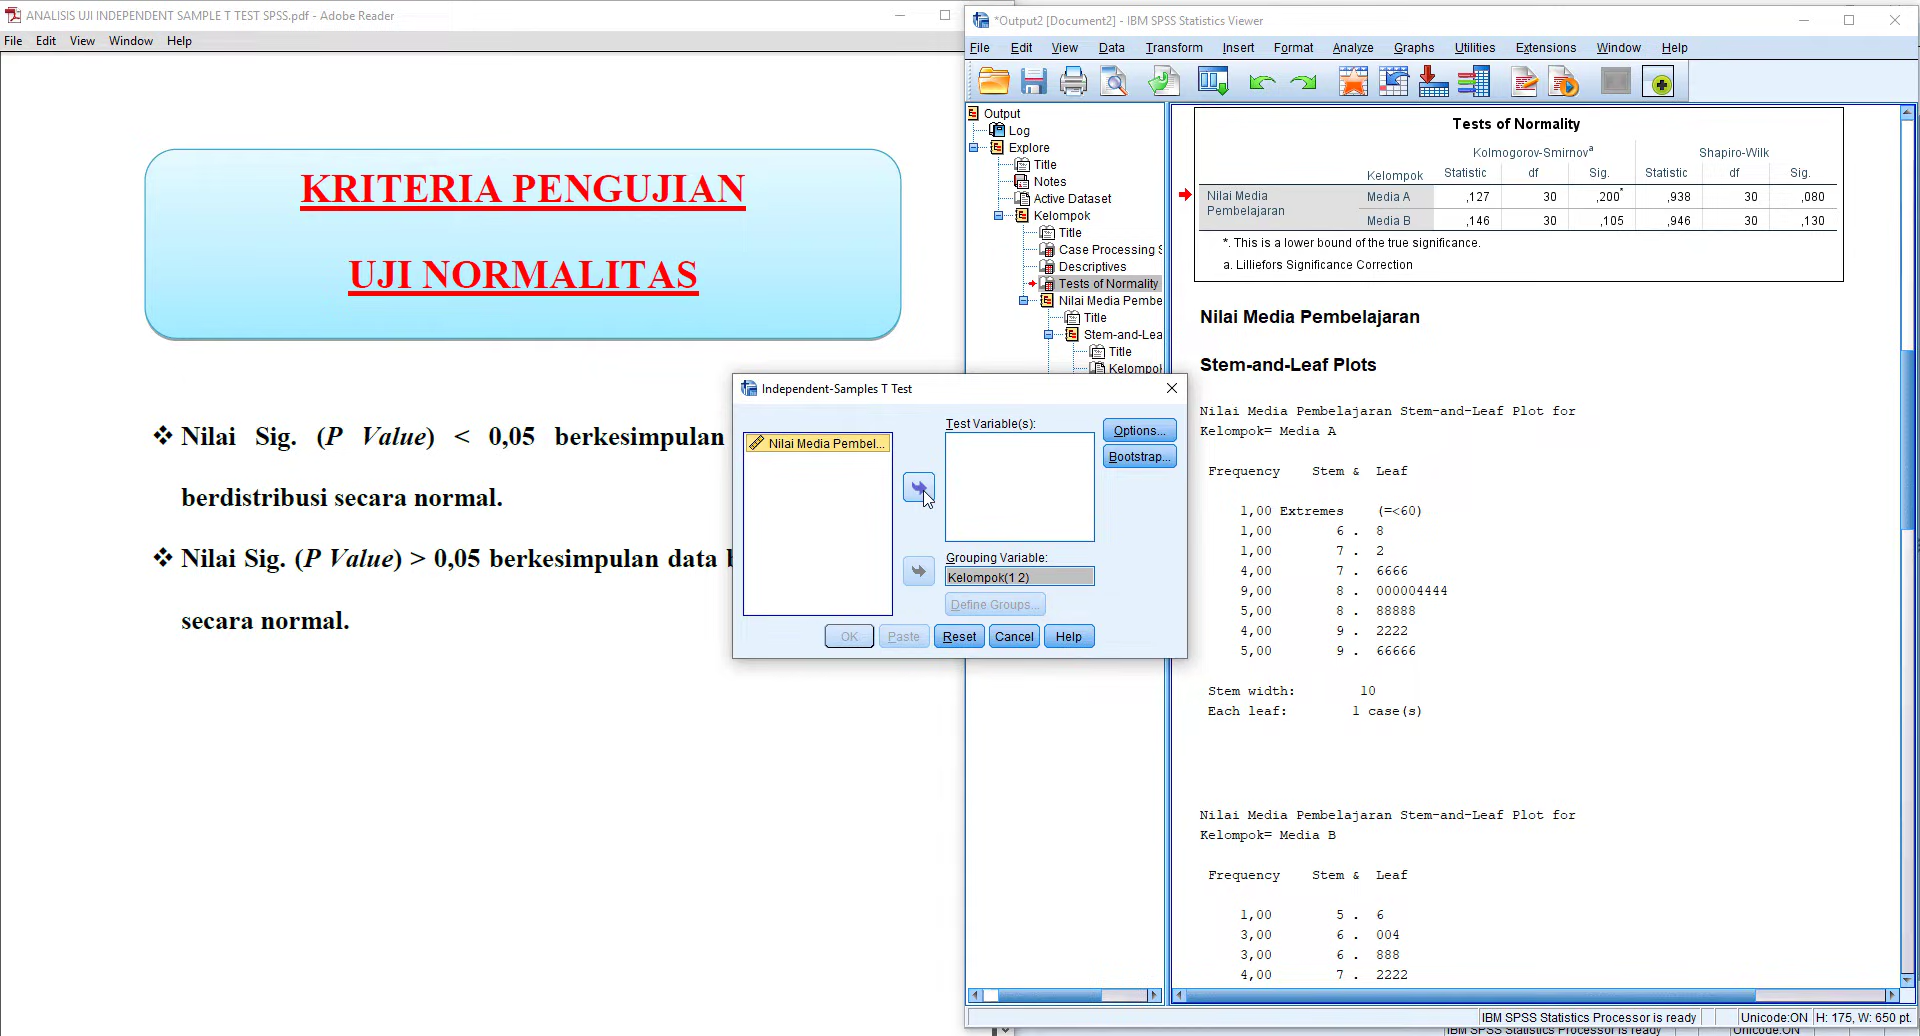 ANALISIS UJI INDEPENDENT SAMPLE T TEST SPSS.pdf - Adobe Reader
File Edit View Window Help
KRITERIA PENGUJIAN
UJI NORMALITAS
❖ Nilai Sig. (P Value) < 0,05 berkesimpulan
berdistribusi secara normal.
❖ Nilai Sig. (P Value) > 0,05 berkesimpulan data b
secara normal.
*Output2 [Document2] - IBM SPSS Statistics Viewer
File Edit View Data Transform Insert Format Analyze Graphs Utilities Extensions Window Help
Output
Log
Explore
Title
Notes
Active Dataset
Kelompok
Title
Case Processing S
Descriptives
Tests of Normality
Nilai Media Pembe
Title
Stem-and-Lea
Title
Kelompok
Tests of Normality
Kolmogorov-Smirnov^a Shapiro-Wilk
Kelompok Statistic df Sig. Statistic df Sig.
Nilai Media Pembelajaran Media A ,127 30 ,200* ,938 30 ,080
Media B ,146 30 ,105 ,946 30 ,130
*. This is a lower bound of the true significance.
a. Lilliefors Significance Correction
Nilai Media Pembelajaran
Stem-and-Leaf Plots
Nilai Media Pembelajaran Stem-and-Leaf Plot for
Kelompok= Media A
Frequency Stem & Leaf
1,00 Extremes (=<60)
1,00 6 . 8
1,00 7 . 2
4,00 7 . 6666
9,00 8 . 000004444
5,00 8 . 88888
4,00 9 . 2222
5,00 9 . 66666
Stem width: 10
Each leaf: 1 case(s)
Nilai Media Pembelajaran Stem-and-Leaf Plot for
Kelompok= Media B
Frequency Stem & Leaf
1,00 5 . 6
3,00 6 . 004
3,00 6 . 888
4,00 7 . 2222
Independent-Samples T Test
Nilai Media Pembel...
Test Variable(s):
Options...
Bootstrap...
Grouping Variable:
Kelompok(1 2)
Define Groups...
OK Paste Reset Cancel Help
IBM SPSS Statistics Processor is ready Unicode:ON H: 175, W: 650 pt.
IBM SPSS Statistics Processor is ready Unicode:ON